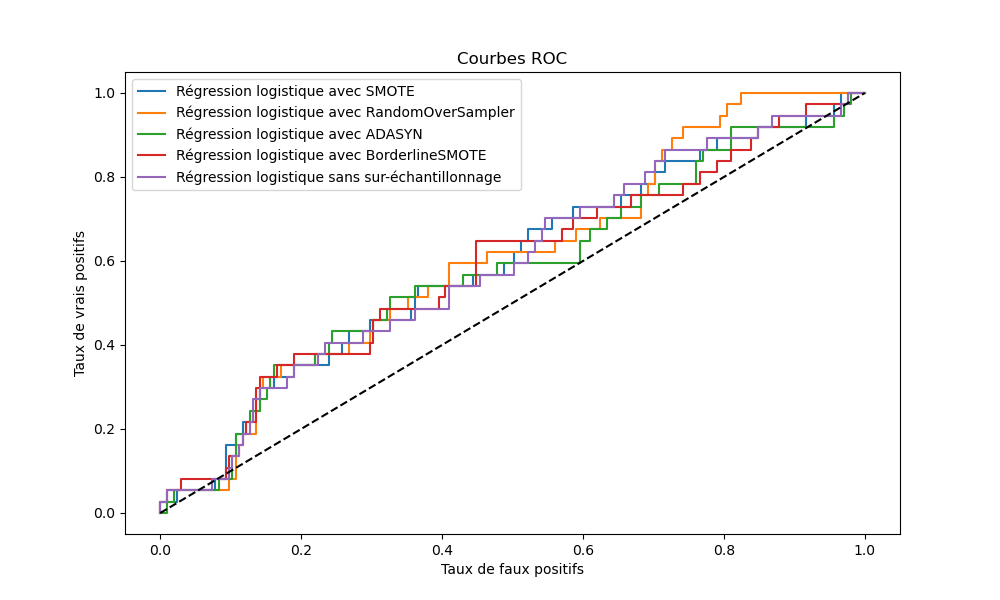 Courbes ROC
Régression logistique avec SMOTE
Régression logistique avec RandomOverSampler
Régression logistique avec ADASYN
Régression logistique avec BorderlineSMOTE
Régression logistique sans sur-échantillonnage
Taux de vrais positifs
1.0
0.8
0.6
0.4
0.2
0.0
0.0 0.2 0.4 0.6 0.8 1.0
Taux de faux positifs